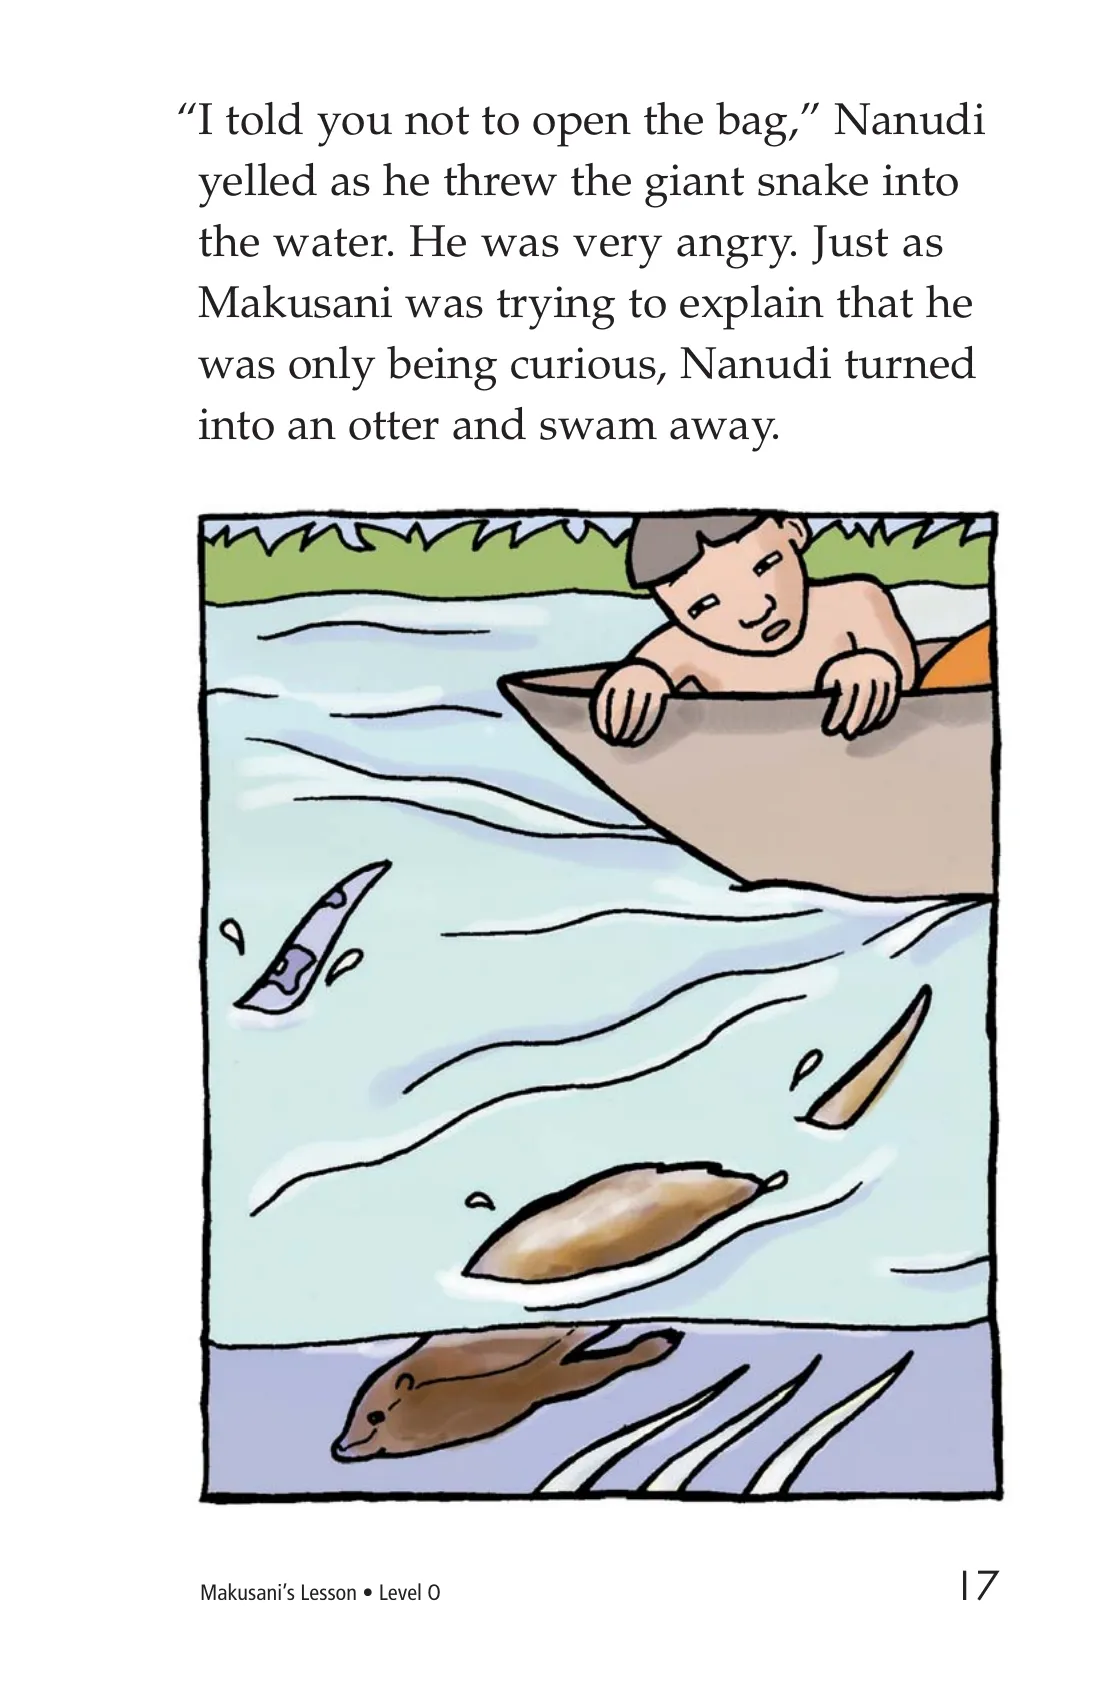 “I told you not to open the bag,” Nanudi
yelled as he threw the giant snake into
the water. He was very angry. Just as
Makusani was trying to explain that he
was only being curious, Nanudi turned
into an otter and swam away.
Makusani’s Lesson • Level O
17